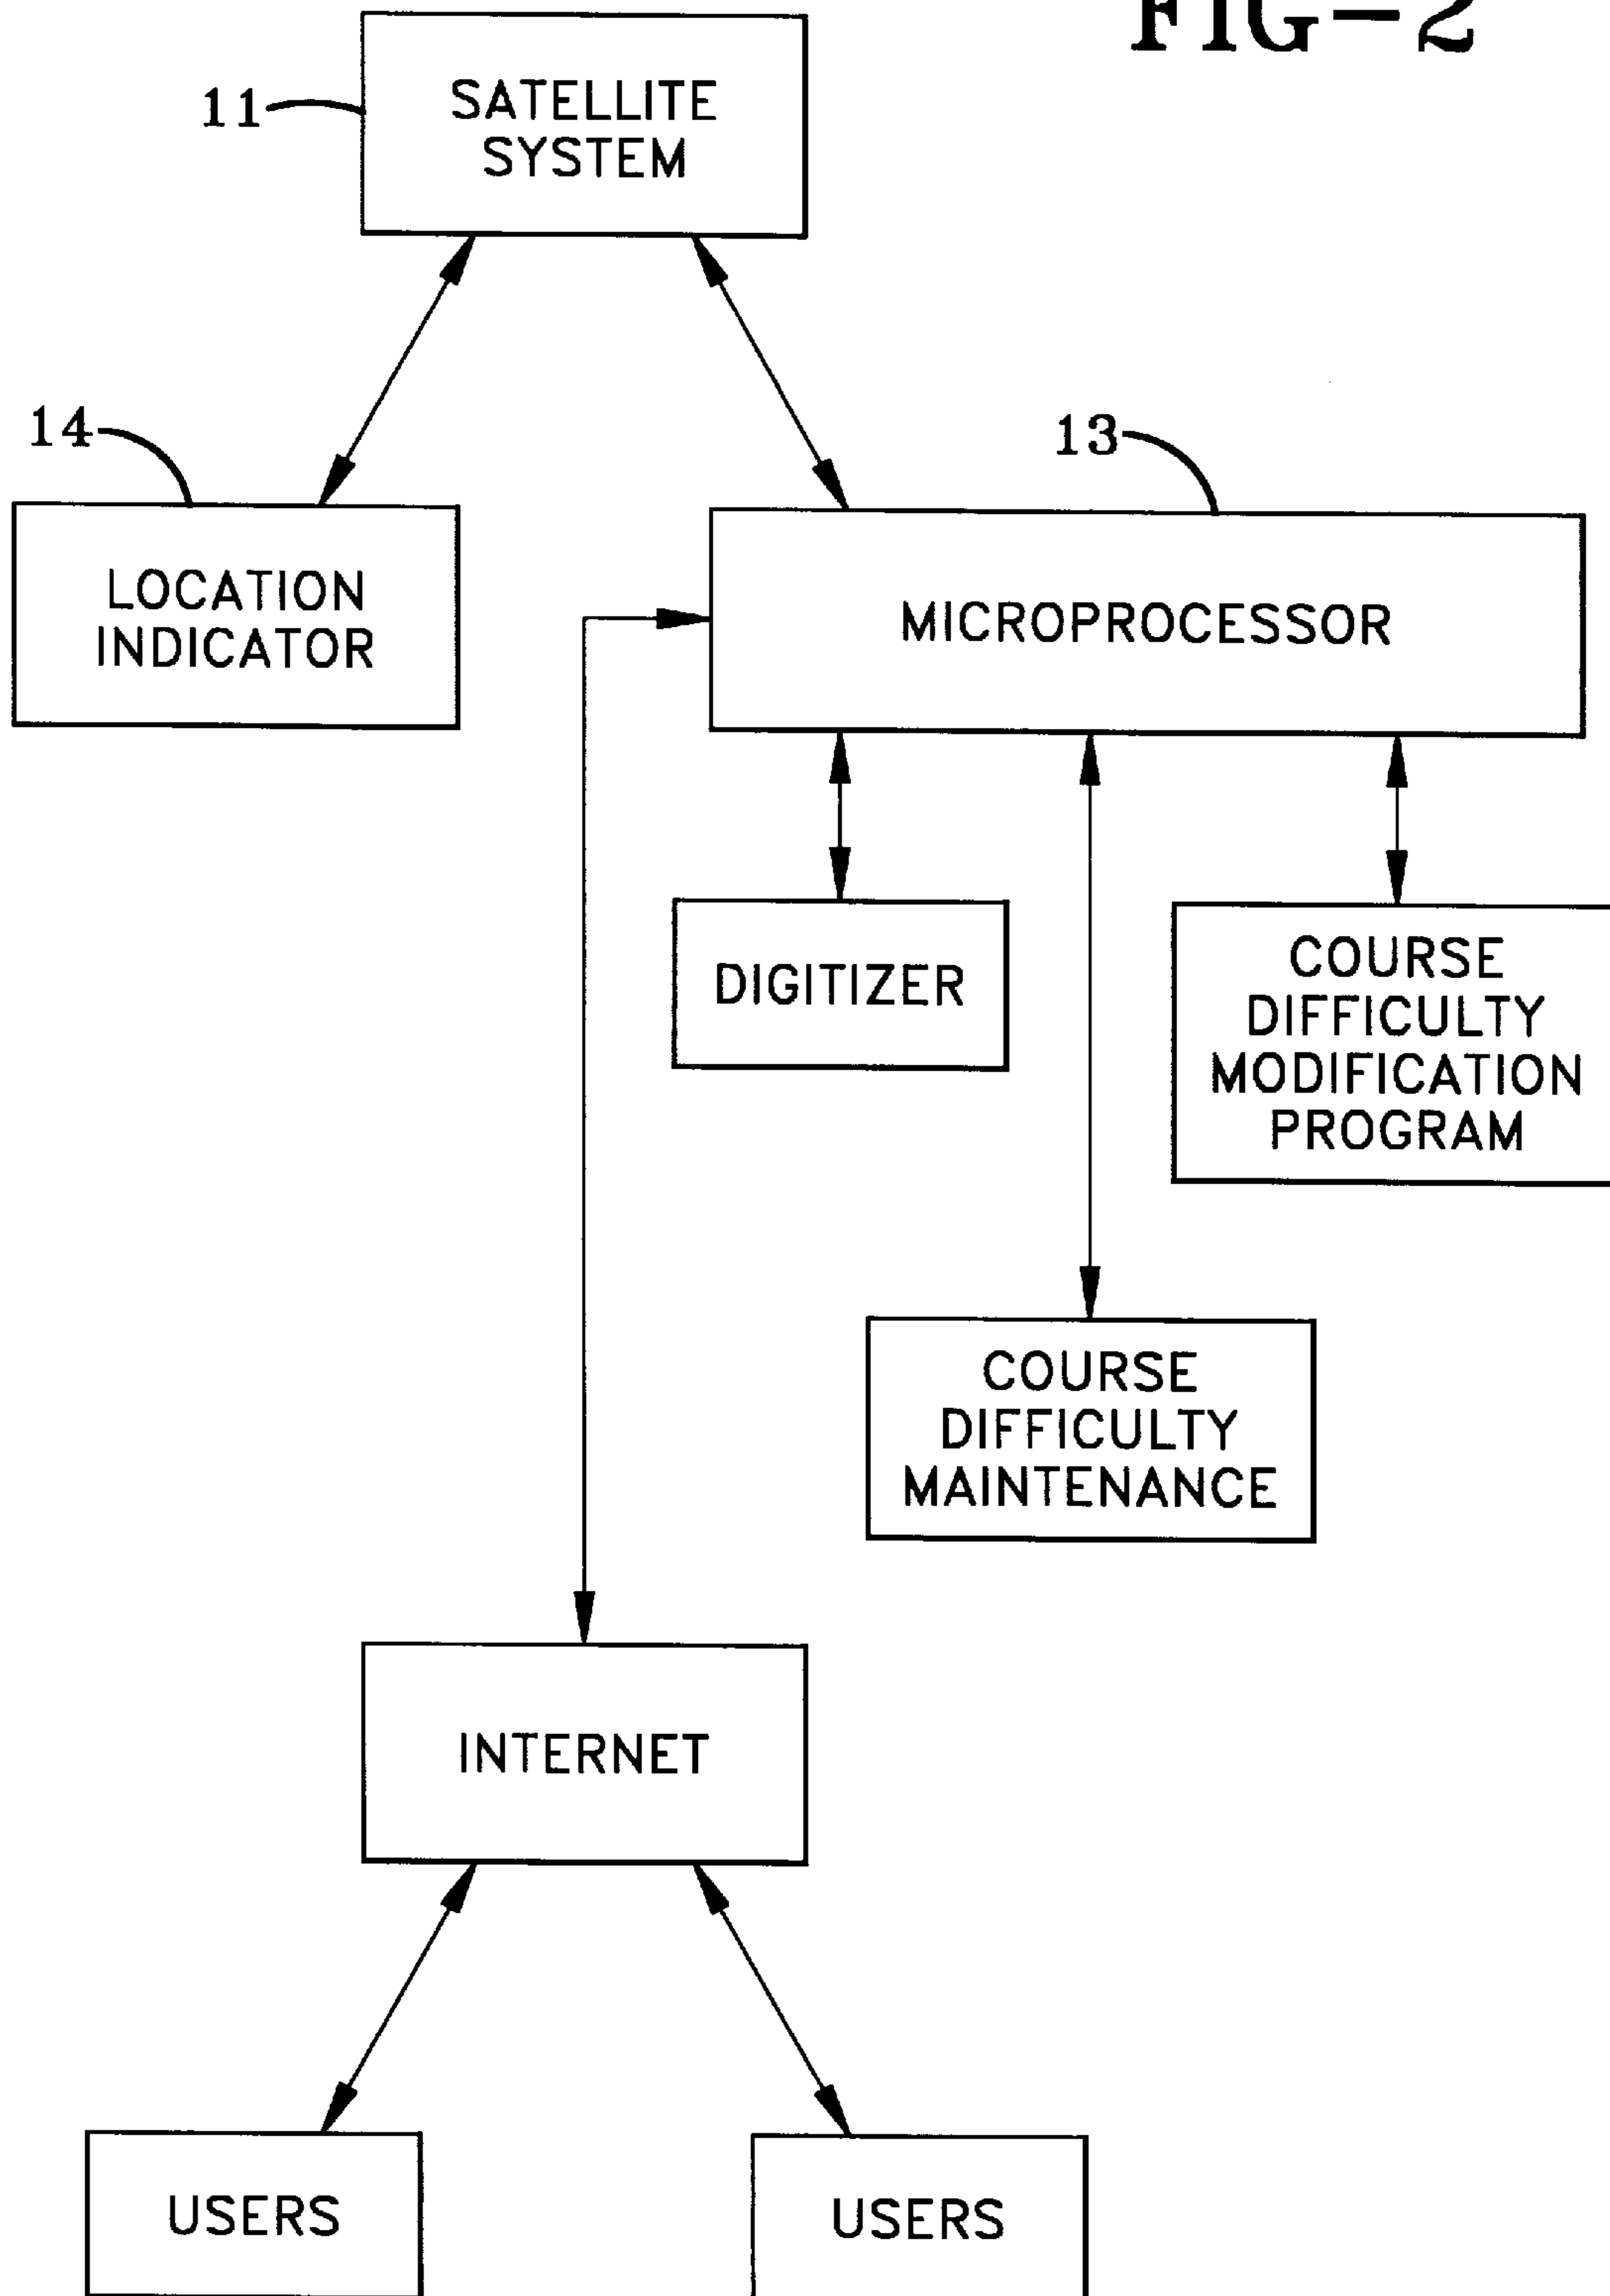 FIG-2
11
SATELLITE
SYSTEM
14
13
LOCATION
INDICATOR
MICROPROCESSOR
DIGITIZER
COURSE
DIFFICULTY
MODIFICATION
PROGRAM
COURSE
DIFFICULTY
MAINTENANCE
INTERNET
USERS
USERS